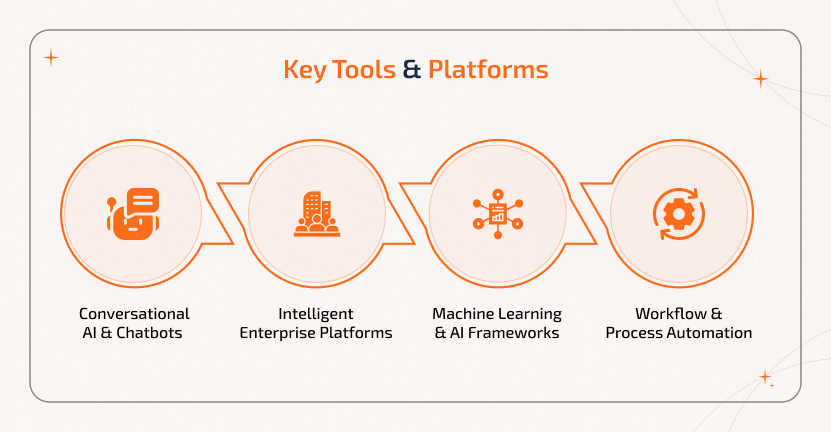 Key Tools & Platforms
Conversational
AI & Chatbots
Intelligent
Enterprise Platforms
Machine Learning
& AI Frameworks
Workflow &
Process Automation